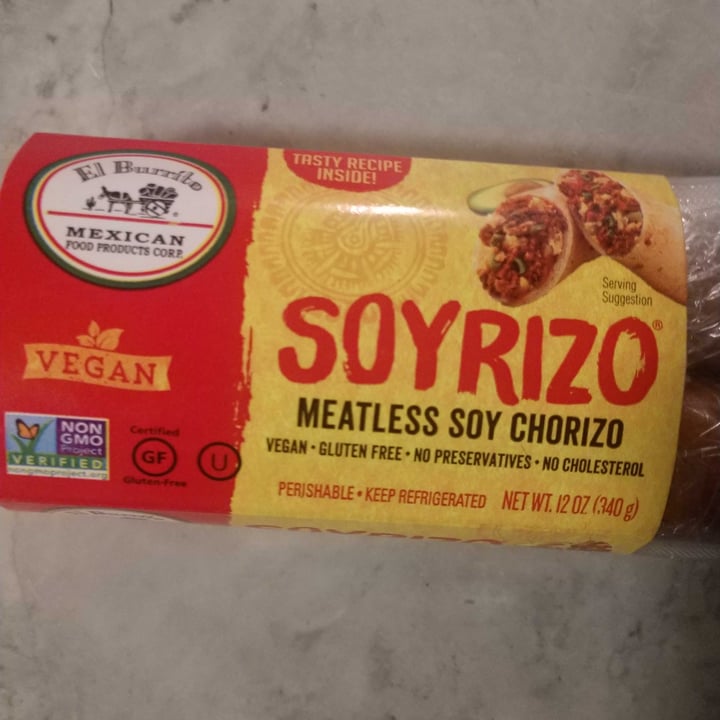 El Burrito
MEXICAN
FOOD PRODUCTS CORP.
VEGAN
NON
GMO
Project
VERIFIED
nongmoproject.org
Certified
GF
Gluten-Free
U
TASTY RECIPE
INSIDE!
Serving
Suggestion
SOYRIZO®
MEATLESS SOY CHORIZO
VEGAN • GLUTEN FREE • NO PRESERVATIVES • NO CHOLESTEROL
PERISHABLE • KEEP REFRIGERATED NET WT. 12 OZ (340 g)
SOYRIZO